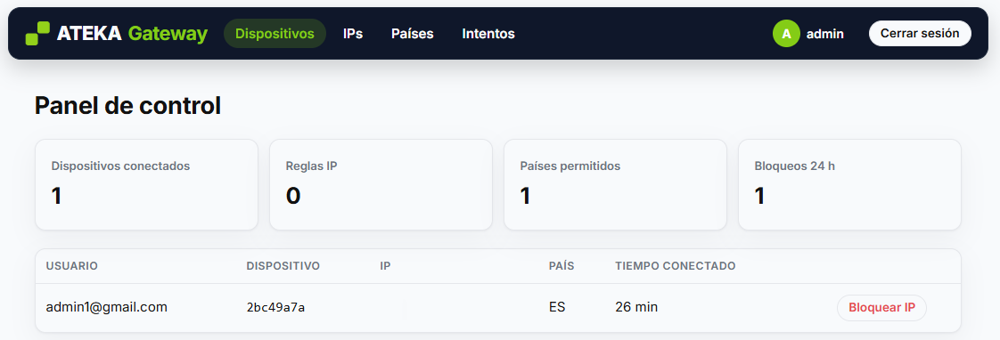 ATEKA Gateway Dispositivos IPs Países Intentos A admin Cerrar sesión
Panel de control
Dispositivos conectados Reglas IP Países permitidos Bloqueos 24 h
1 0 1 1
USUARIO DISPOSITIVO IP PAÍS TIEMPO CONECTADO
admin1@gmail.com 2bc49a7a ES 26 min Bloquear IP